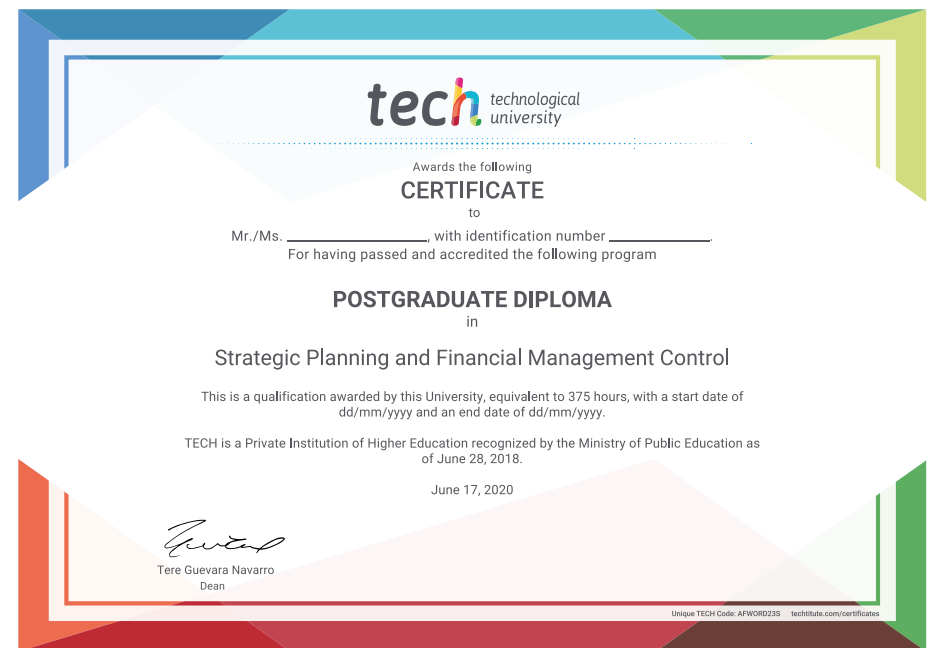 tech technological
university
Awards the following
CERTIFICATE
to
Mr./Ms. ____________________, with identification number ______________.
For having passed and accredited the following program
POSTGRADUATE DIPLOMA
in
Strategic Planning and Financial Management Control
This is a qualification awarded by this University, equivalent to 375 hours, with a start date of
dd/mm/yyyy and an end date of dd/mm/yyyy.
TECH is a Private Institution of Higher Education recognized by the Ministry of Public Education as
of June 28, 2018.
June 17, 2020
Tere Guevara Navarro
Dean
Unique TECH Code: AFWORD23S techtitute.com/certificates